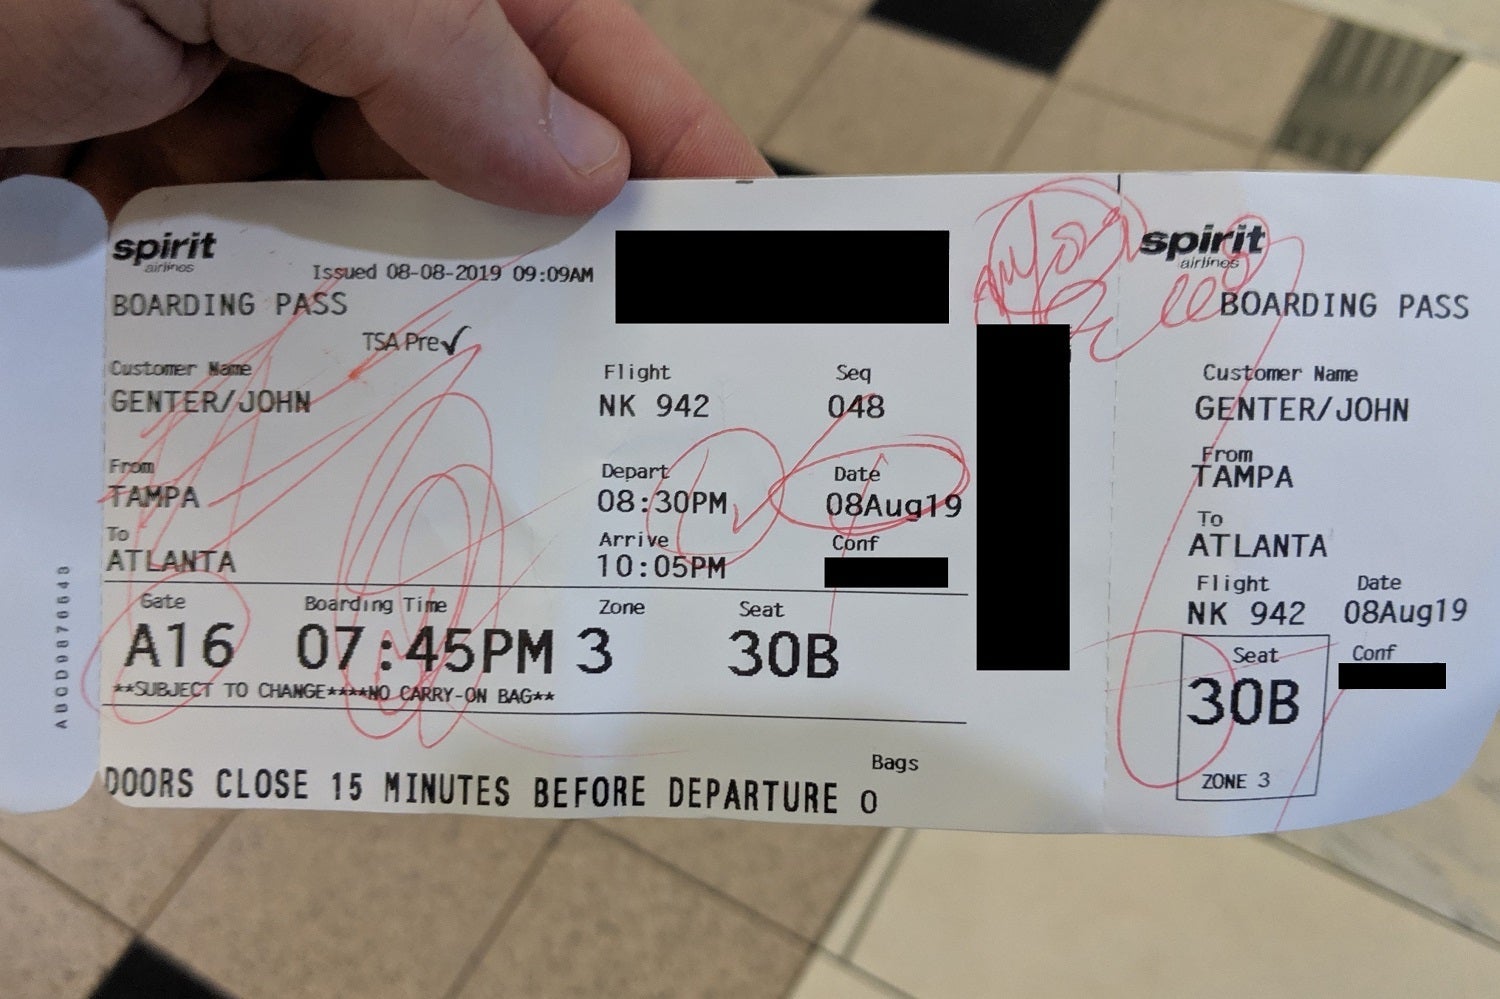 spirit
airlines
Issued 08-08-2019 09:09AM
BOARDING PASS
TSA Pre✓
Customer Name
GENTER/JOHN
Flight
NK 942
Seq
048
From
TAMPA
Depart
08:30PM
Date
08Aug19
To
ATLANTA
Arrive
10:05PM
Conf
Gate
A16
Boarding Time
07:45PM
Zone
3
Seat
30B
**SUBJECT TO CHANGE****NO CARRY-ON BAG**
Bags
DOORS CLOSE 15 MINUTES BEFORE DEPARTURE 0
ABCD9876643
spirit
airlines
BOARDING PASS
Customer Name
GENTER/JOHN
From
TAMPA
To
ATLANTA
Flight Date
NK 942 08Aug19
Seat
30B
ZONE 3
Conf